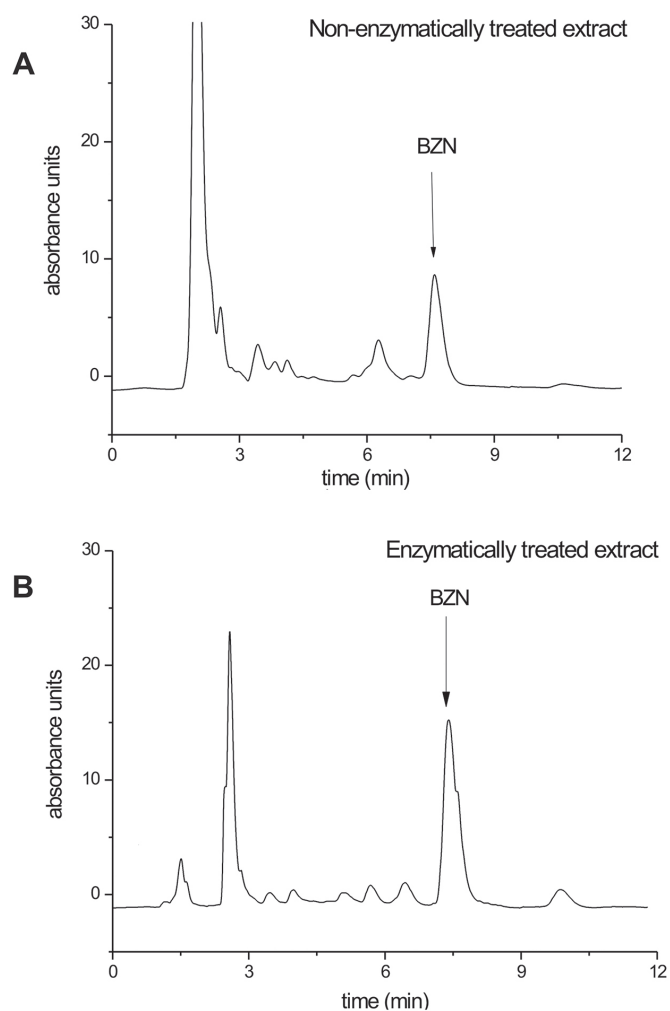 Non-enzymatically treated extract
A
30
20
10
0
absorbance units
BZN
0 3 6 9 12
time (min)
Enzymatically treated extract
B
30
20
10
0
absorbance units
BZN
0 3 6 9 12
time (min)